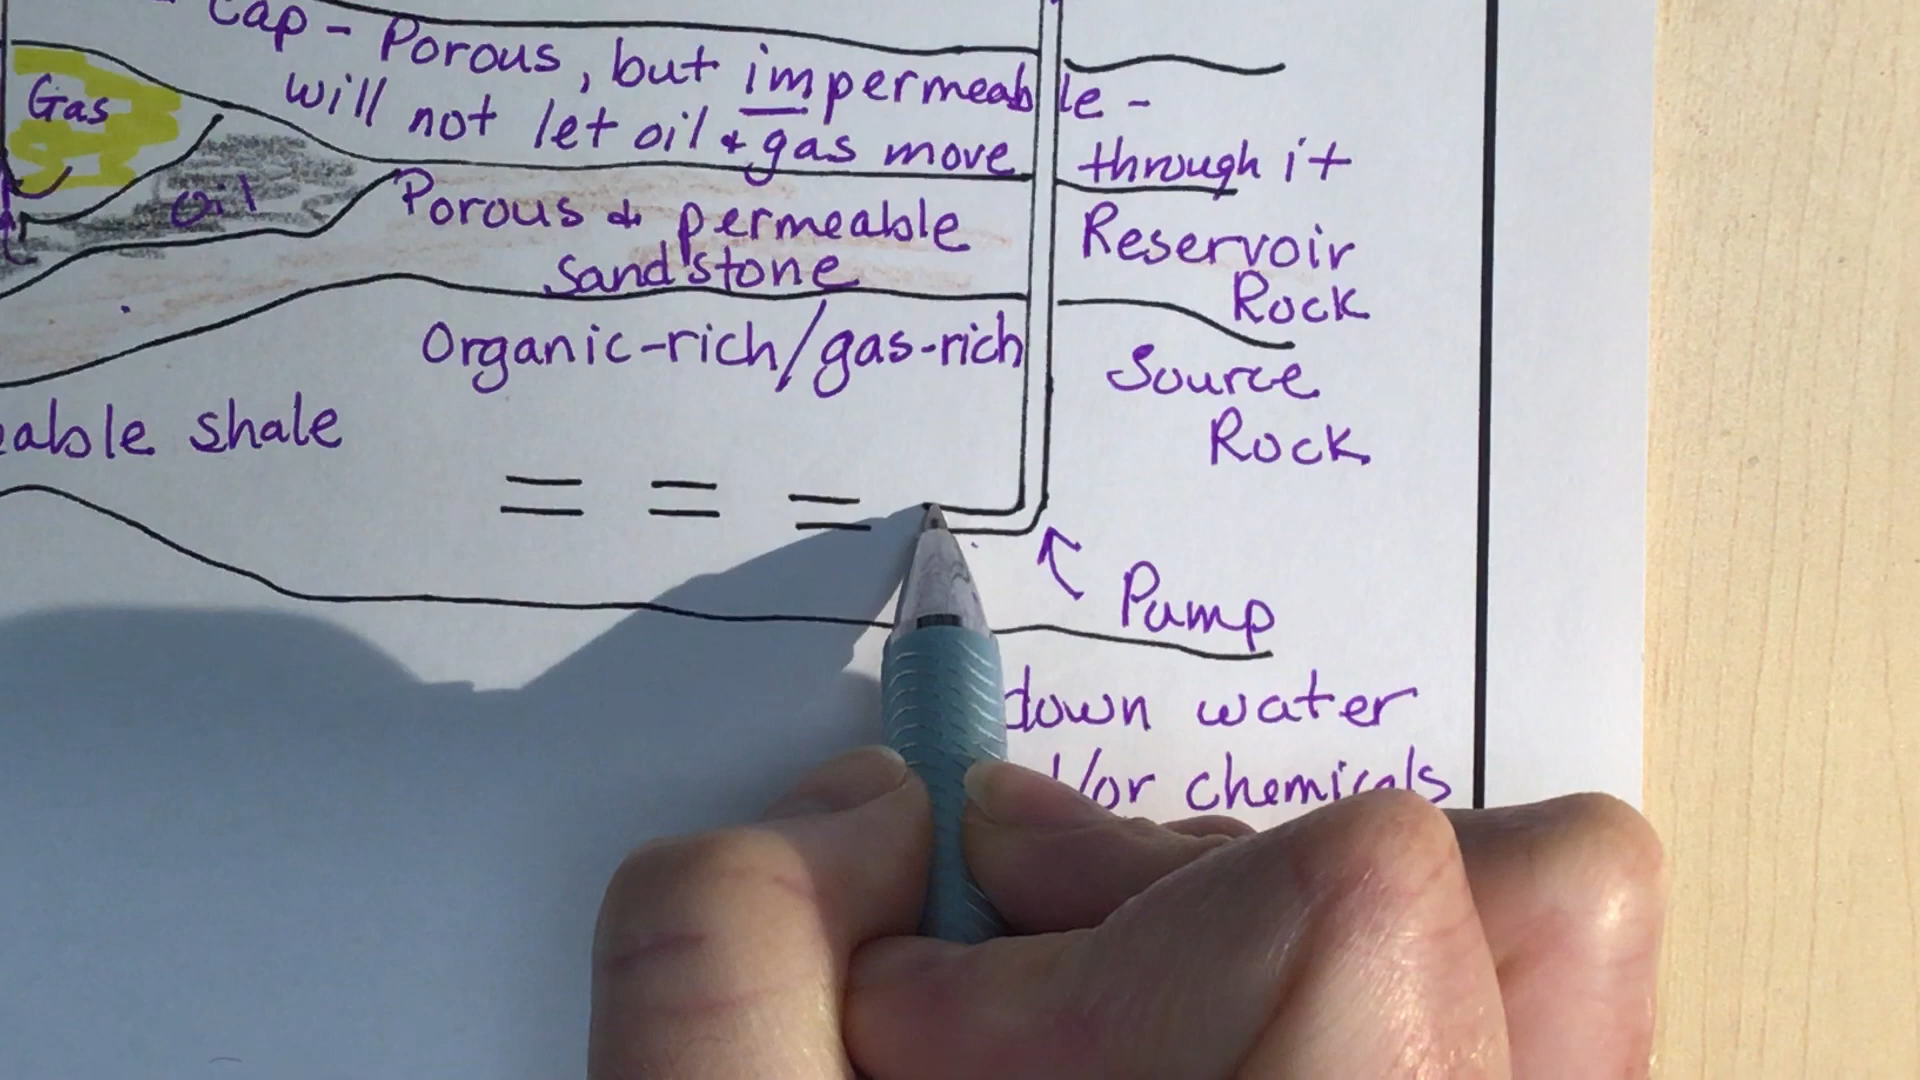 Cap - Porous, but impermeable -
will not let oil & gas move through it
Gas
Oil
Porous & permeable
sandstone
Reservoir
Rock
Organic-rich/gas-rich
Source
Rock
shale
Pump
down water
/or chemicals